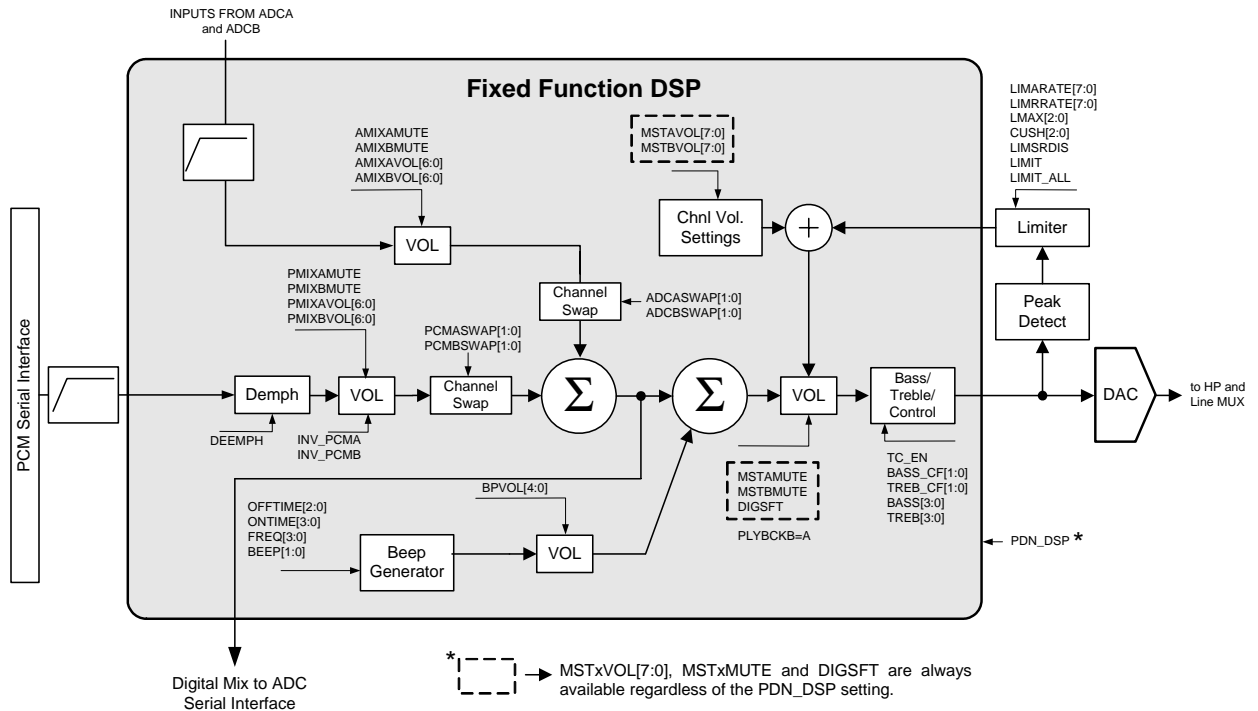 INPUTS FROM ADCA
and ADCB
Fixed Function DSP
LIMARATE[7:0]
LIMRRATE[7:0]
LMAX[2:0]
CUSH[2:0]
LIMSRDIS
LIMIT
LIMIT_ALL
AMIXAMUTE
AMIXBMUTE
AMIXAVOL[6:0]
AMIXBVOL[6:0]
MSTAVOL[7:0]
MSTBVOL[7:0]
VOL
Chnl Vol.
Settings
+
Limiter
PMIXAMUTE
PMIXBMUTE
PMIXAVOL[6:0]
PMIXBVOL[6:0]
Channel
Swap
ADCASWAP[1:0]
ADCBSWAP[1:0]
Peak
Detect
PCMASWAP[1:0]
PCMBSWAP[1:0]
PCM Serial Interface
Demph
VOL
Channel
Swap
Σ
Σ
VOL
Bass/
Treble/
Control
DAC
to HP and
Line MUX
DEEMPH
INV_PCMA
INV_PCMB
TC_EN
BASS_CF[1:0]
TREB_CF[1:0]
BASS[3:0]
TREB[3:0]
MSTAMUTE
MSTBMUTE
DIGSFT
PLYBCKB=A
BPVOL[4:0]
OFFTIME[2:0]
ONTIME[3:0]
FREQ[3:0]
BEEP[1:0]
Beep
Generator
VOL
PDN_DSP *
Digital Mix to ADC
Serial Interface
*
MSTxVOL[7:0], MSTxMUTE and DIGSFT are always
available regardless of the PDN_DSP setting.